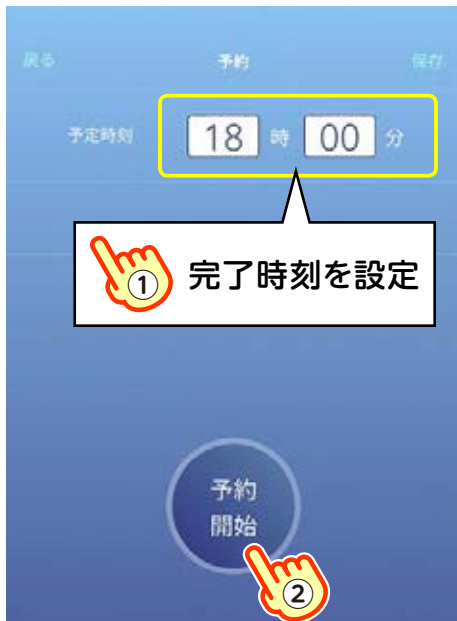 戻る 予約 保存
予定時刻 18 時 00 分
① 完了時刻を設定
予約
開始
②